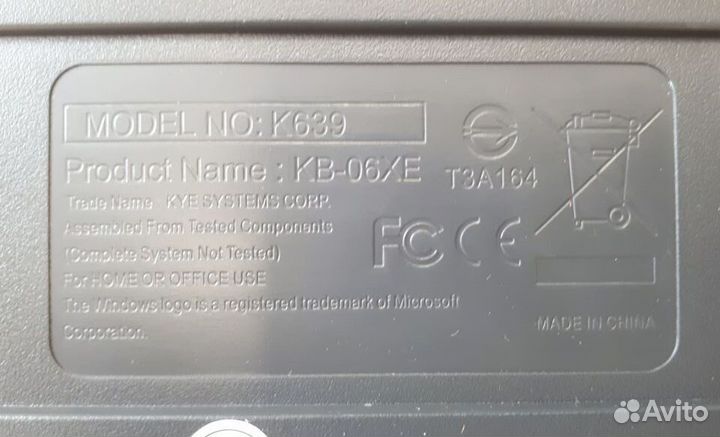 MODEL NO: K639
Product Name : KB-06XE
T3A164
Trade Name KYE SYSTEMS CORP.
Assembled From Tested Components
(Complete System Not Tested)
For HOME OR OFFICE USE
The Windows logo is a registered trademark of Microsoft
Corporation.
FC CE
MADE IN CHINA
Avito